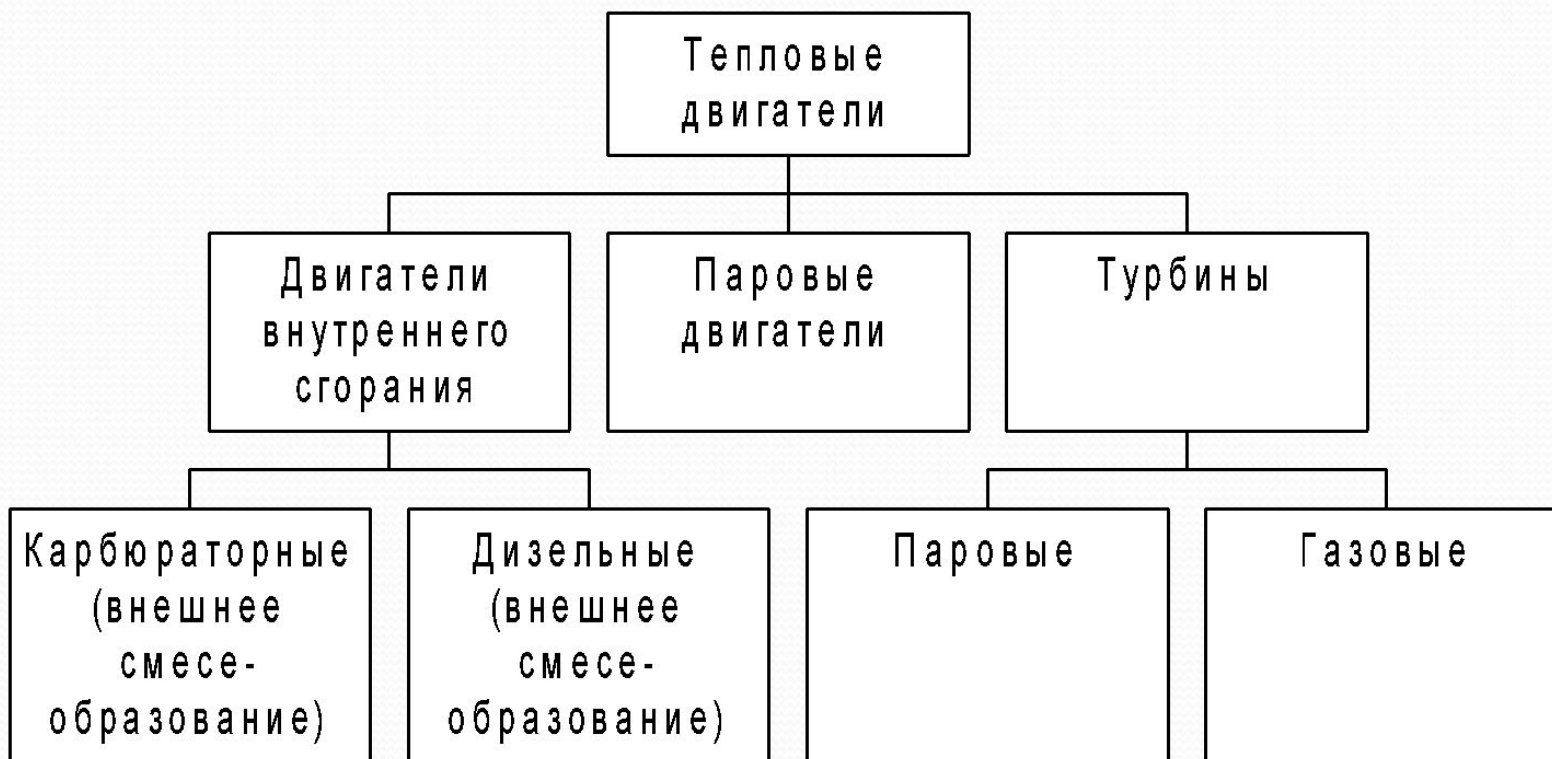 Тепловые
двигатели
Двигатели
внутреннего
сгорания
Паровые
двигатели
Турбины
Карбюраторные
(внешнее
смесе-
образование)
Дизельные
(внешнее
смесе-
образование)
Паровые
Газовые